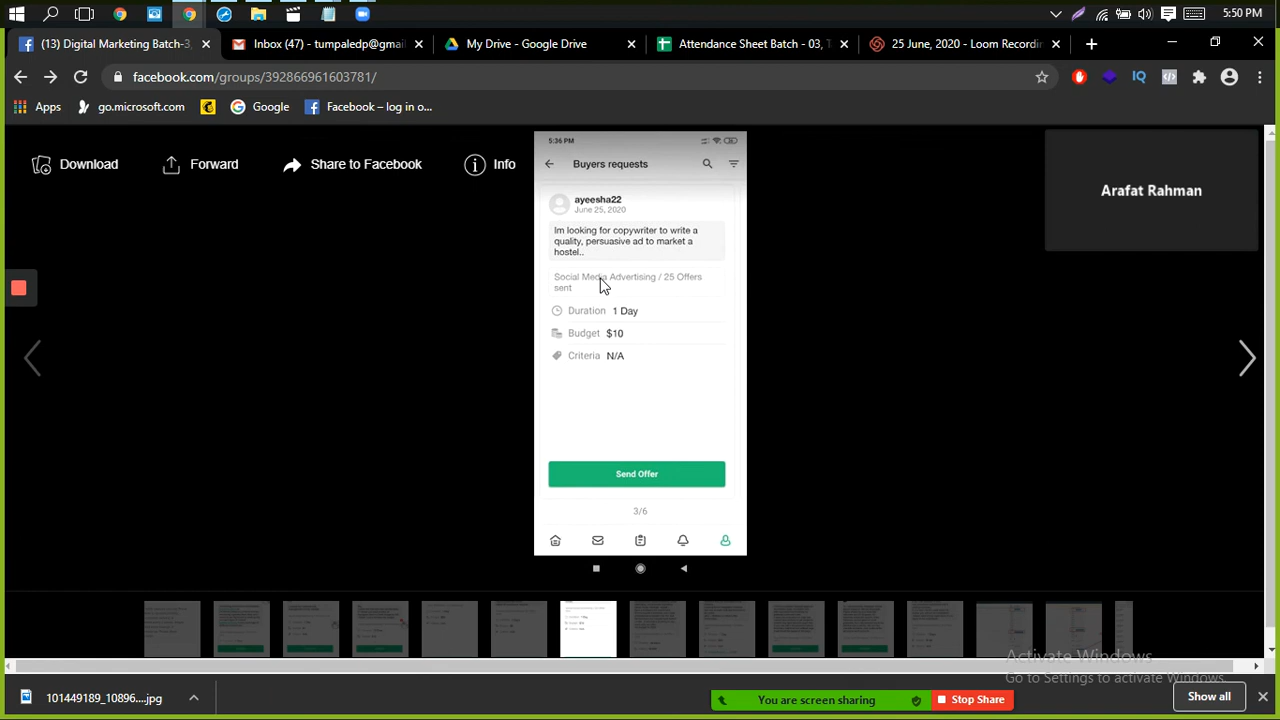 5:50 PM
(13) Digital Marketing Batch-3,
Inbox (47) - tumpaledp@gmai
My Drive - Google Drive
Attendance Sheet Batch - 03, T
25 June, 2020 - Loom Recordin
facebook.com/groups/392866961603781/
IQ
Apps
go.microsoft.com
Google
Facebook – log in o...
Download
Forward
Share to Facebook
Info
Arafat Rahman
5:36 PM
Buyers requests
ayeesha22
June 25, 2020
Im looking for copywriter to write a
quality, persuasive ad to market a
hostel..
Social Media Advertising / 25 Offers
sent
Duration 1 Day
Budget $10
Criteria N/A
Send Offer
3/6
Activate Windows
Go to Settings to activate Windows.
101449189_10896....jpg
You are screen sharing
Stop Share
Show all